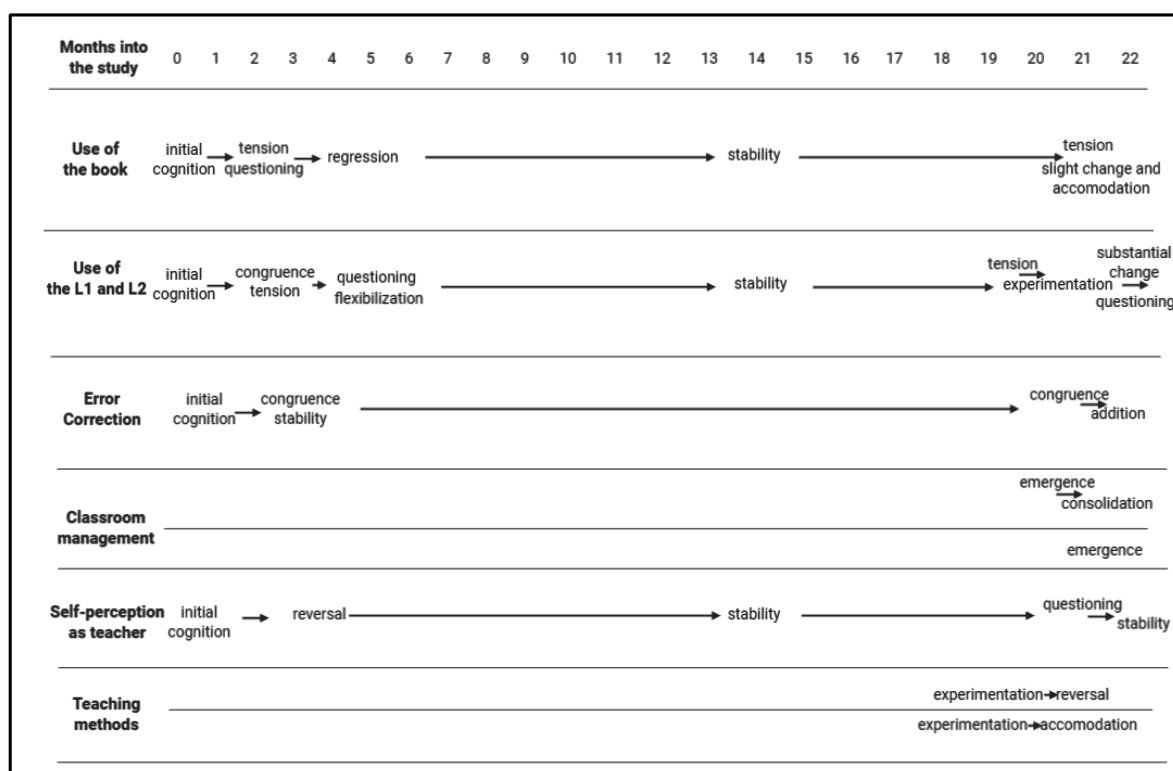 Months into
the study
0 1 2 3 4 5 6 7 8 9 10 11 12 13 14 15 16 17 18 19 20 21 22
Use of
the book
initial
cognition
tension
questioning
regression
stability
tension
slight change and
accomodation
Use of
the L1 and L2
initial
cognition
congruence
tension
questioning
flexibilization
stability
tension
experimentation
substantial
change
questioning
Error
Correction
initial
cognition
congruence
stability
congruence
addition
Classroom
management
emergence
consolidation
emergence
Self-perception
as teacher
initial
cognition
reversal
stability
questioning
stability
Teaching
methods
experimentation reversal
experimentation accomodation